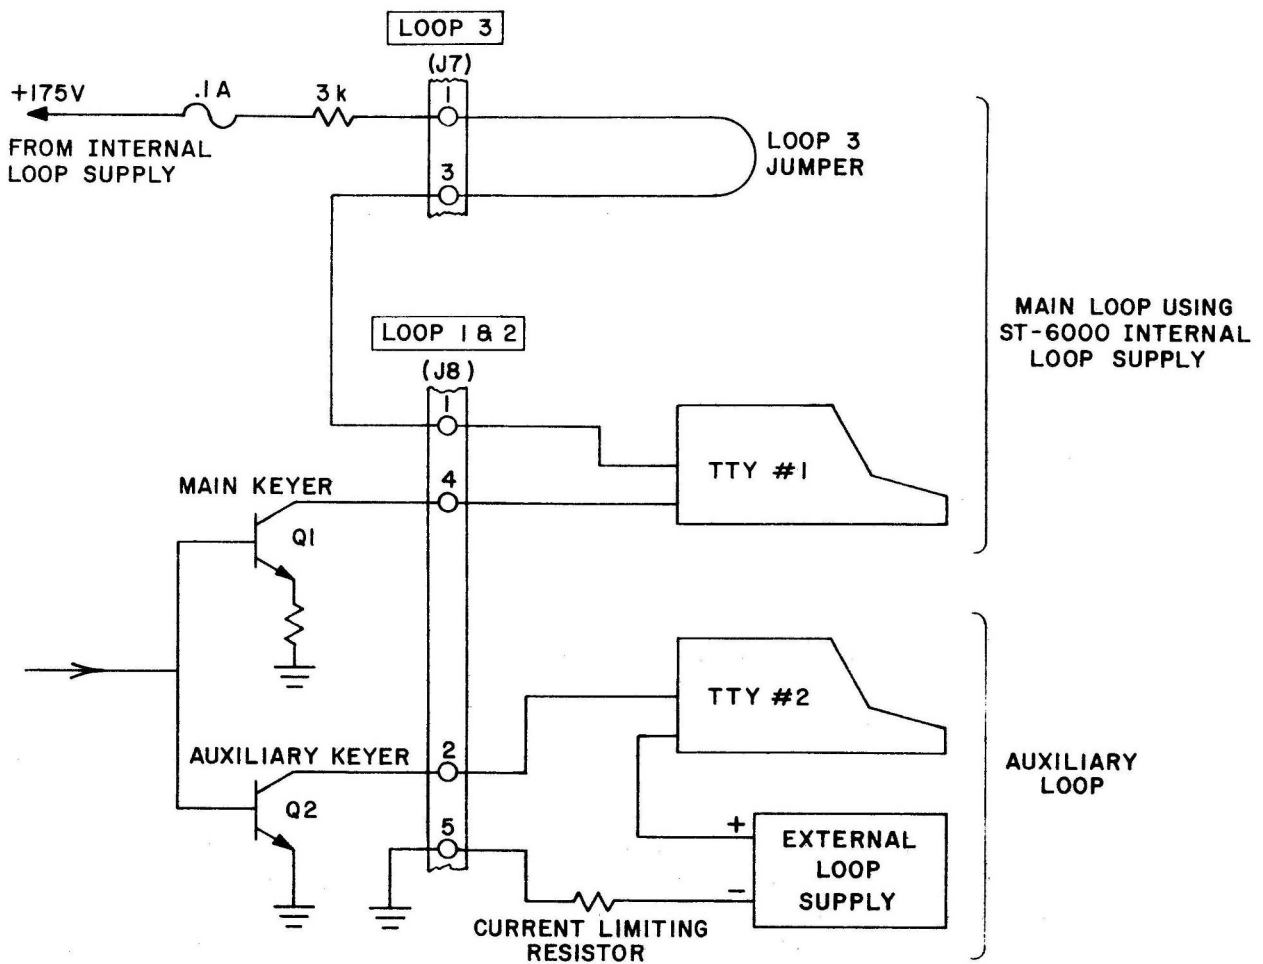 LOOP 3
(J7)
+175V
.1A
3k
1
FROM INTERNAL
LOOP SUPPLY
3
LOOP 3
JUMPER
MAIN LOOP USING
ST-6000 INTERNAL
LOOP SUPPLY
LOOP 1 & 2
(J8)
1
TTY #1
4
MAIN KEYER
Q1
TTY #2
2
AUXILIARY KEYER
Q2
5
AUXILIARY
LOOP
+
EXTERNAL
LOOP
SUPPLY
-
CURRENT LIMITING
RESISTOR